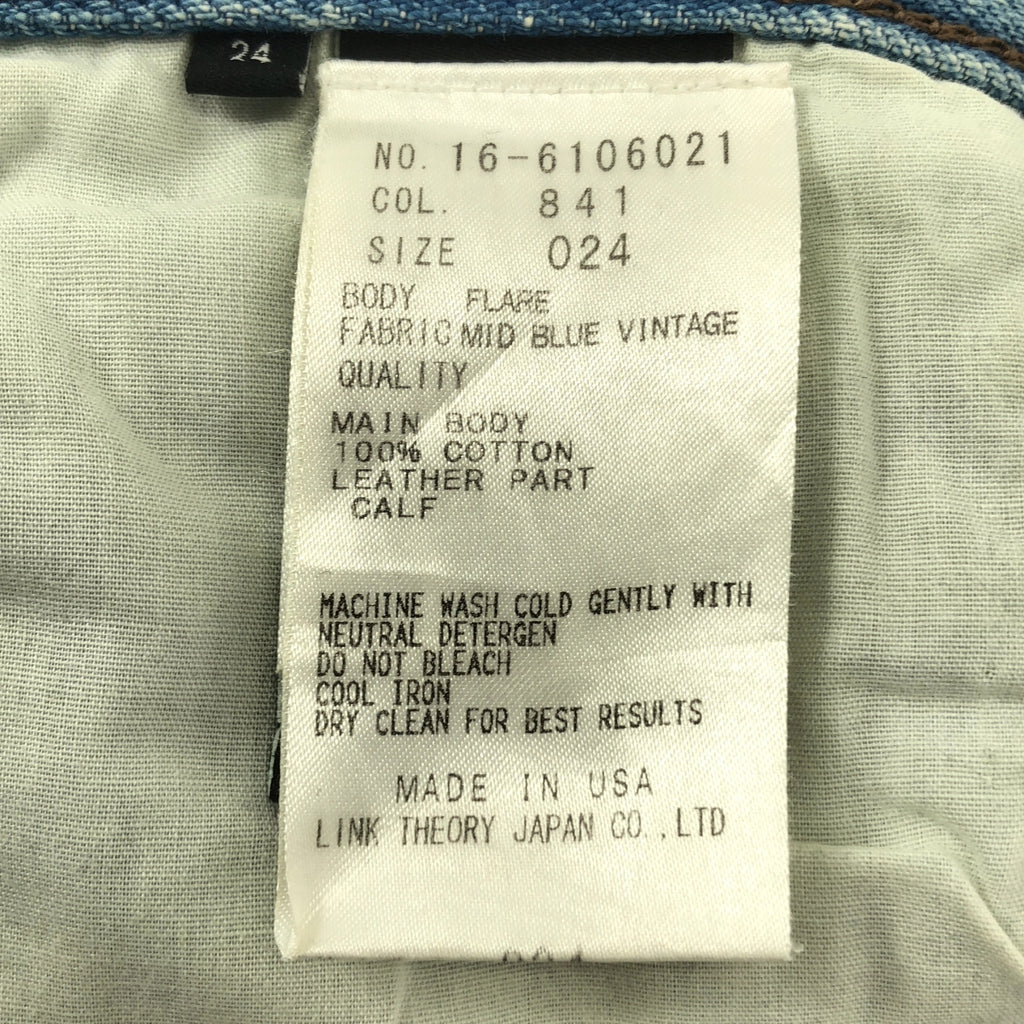 24
NO. 16-6106021
COL. 841
SIZE 024
BODY FLARE
FABRIC MID BLUE VINTAGE
QUALITY
MAIN BODY
100% COTTON
LEATHER PART
CALF
MACHINE WASH COLD GENTLY WITH
NEUTRAL DETERGEN
DO NOT BLEACH
COOL IRON
DRY CLEAN FOR BEST RESULTS
MADE IN USA
LINK THEORY JAPAN CO.,LTD